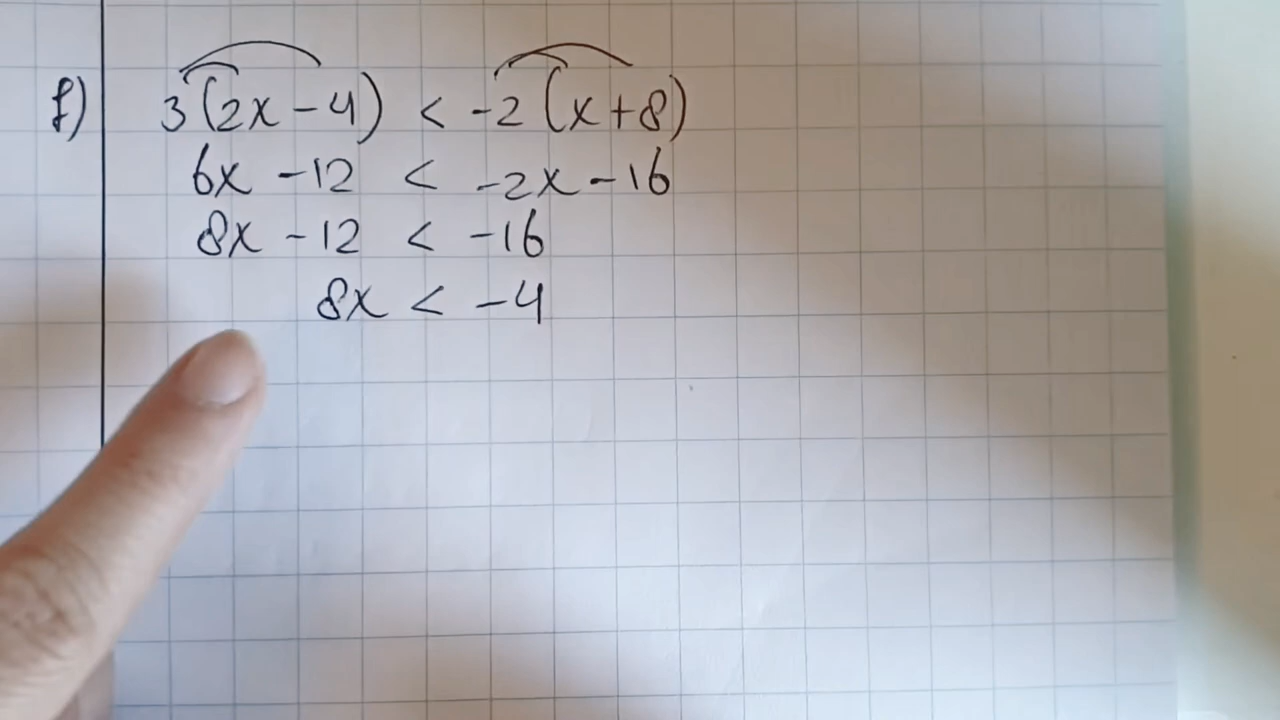 f) 3(2x-4) < -2(x+8)
6x -12 < -2x-16
8x -12 < -16
8x < -4